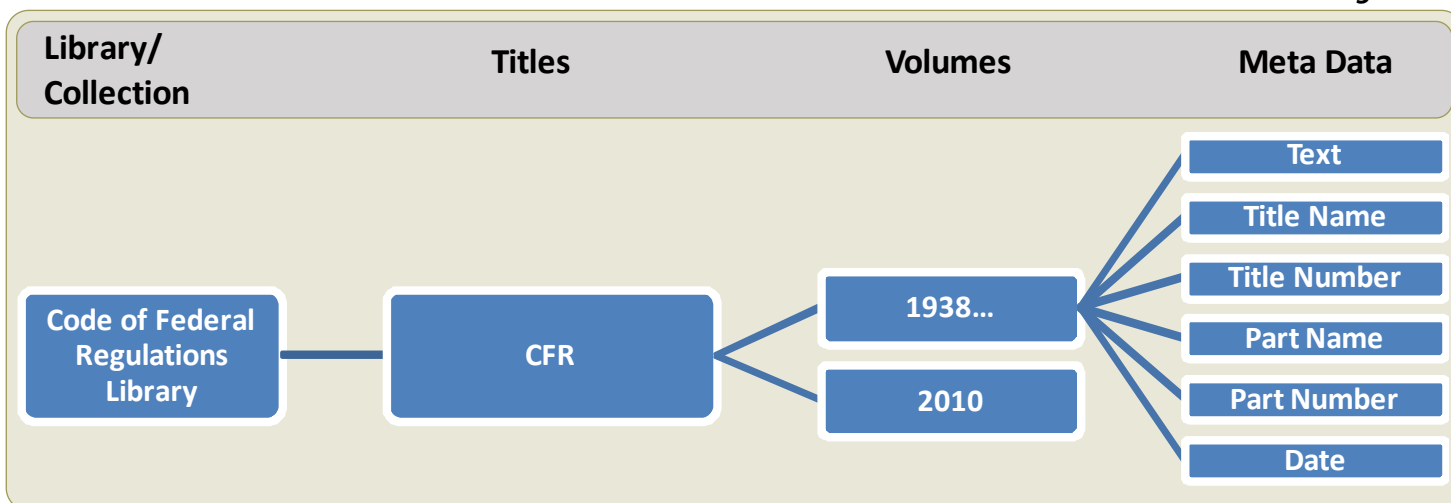 Library/
Collection
Titles
Volumes
Meta Data
Code of Federal
Regulations
Library
CFR
1938…
2010
Text
Title Name
Title Number
Part Name
Part Number
Date